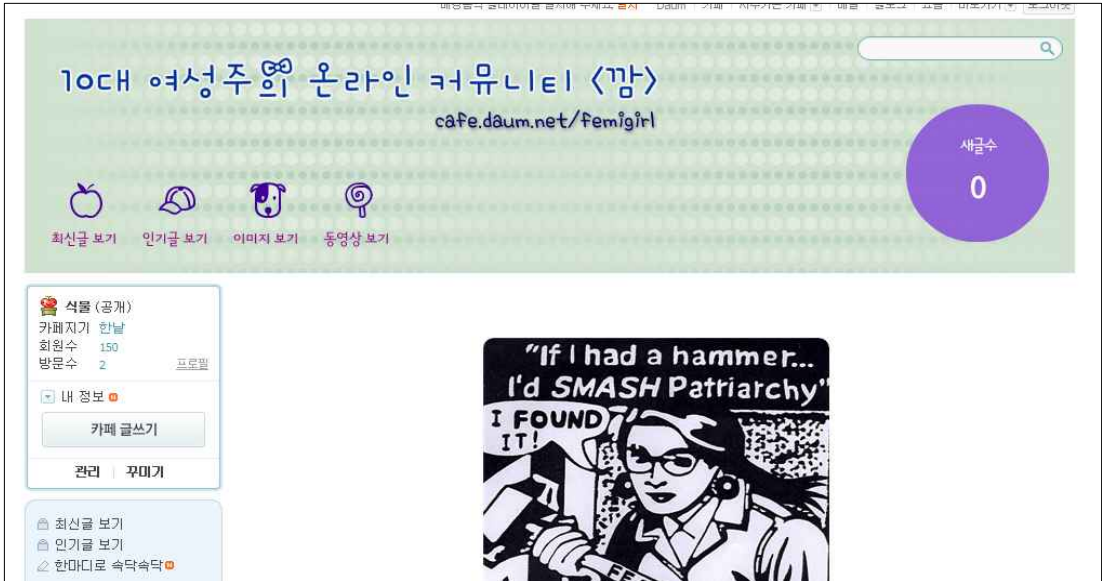 Daum
카페
10대 여성주의 온라인 커뮤니티 〈깜〉
cafe.daum.net/femigirl
새글수
0
최신글 보기 인기글 보기 이미지 보기 동영상 보기
식물 (공개)
카페지기 한낱
회원수 150
방문수 2 프로필
내 정보 N
카페 글쓰기
관리 | 꾸미기
최신글 보기
인기글 보기
한마디로 속닥속닥 N
"If I had a hammer...
I'd SMASH Patriarchy"
I FOUND
IT!